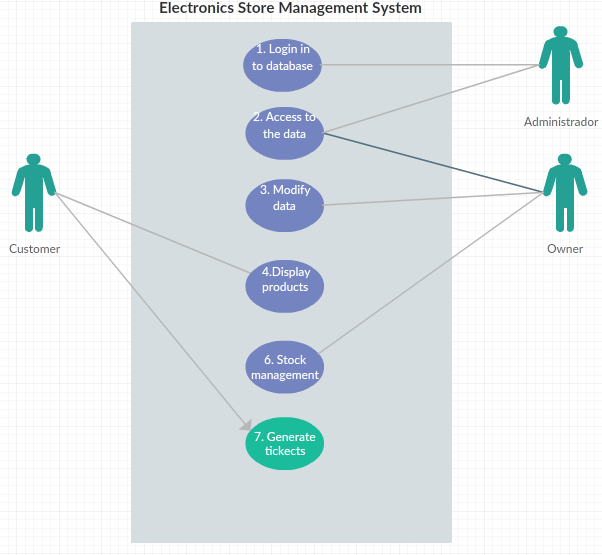 Electronics Store Management System
1. Login in
to database
2. Access to
the data
Administrador
3. Modify
data
Customer
Owner
4.Display
products
6. Stock
management
7. Generate
tickects